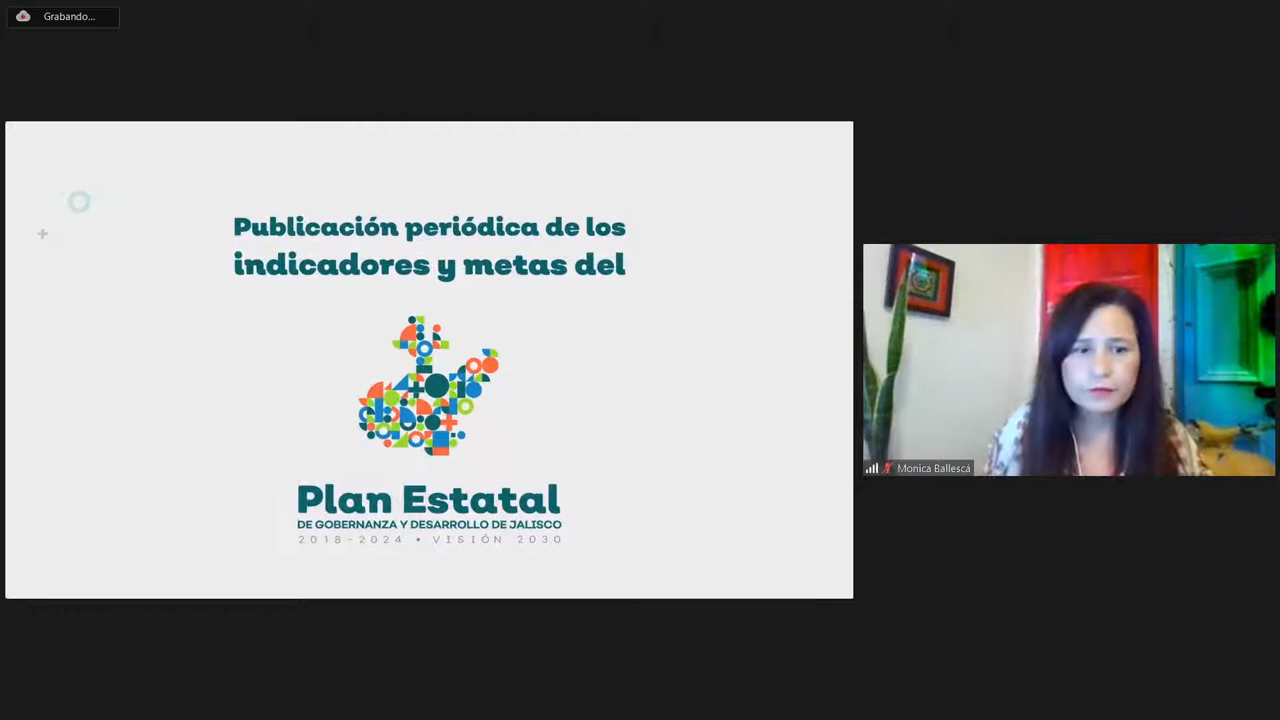 Grabando...
Publicación periódica de los
indicadores y metas del
Plan Estatal
DE GOBERNANZA Y DESARROLLO DE JALISCO
2018-2024 • VISIÓN 2030
Monica Ballescá